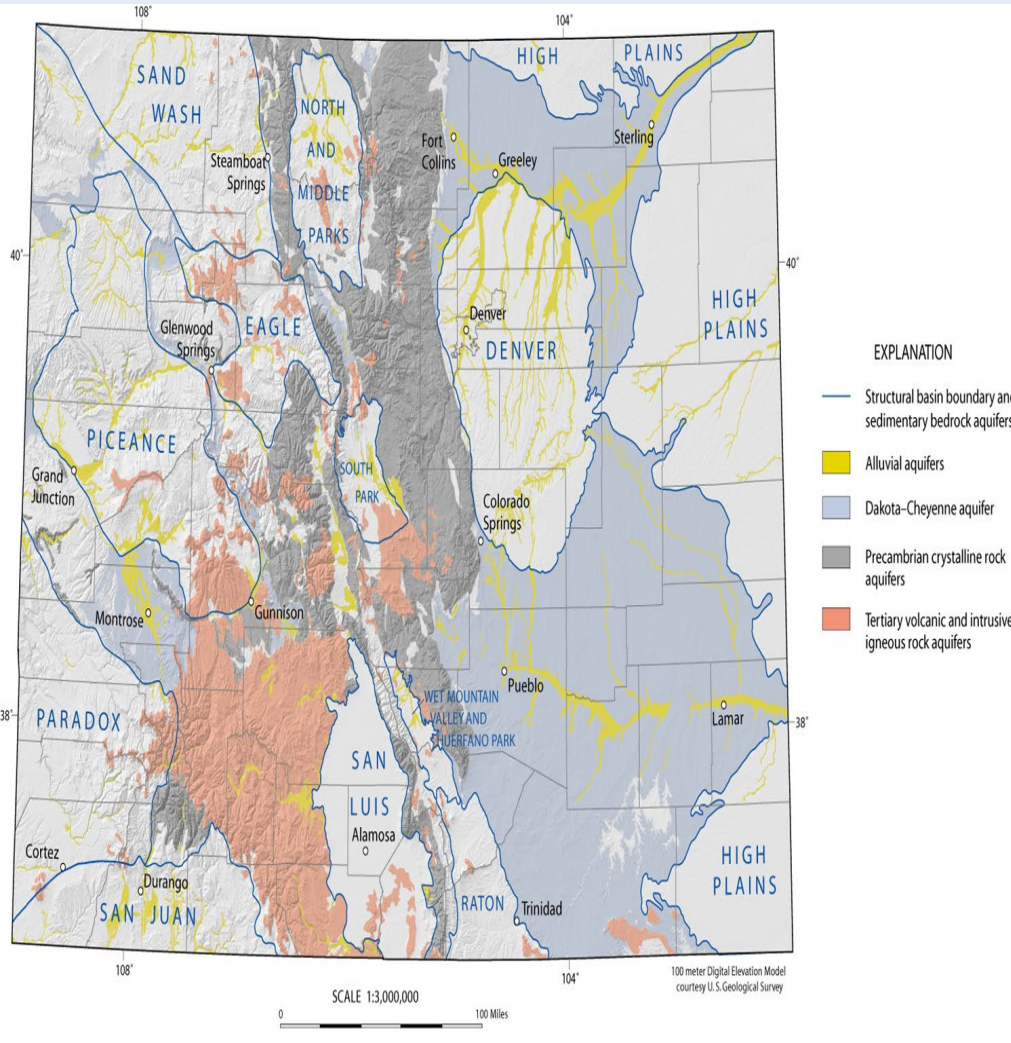 108°
104°
HIGH PLAINS
SAND
WASH
NORTH
AND
MIDDLE
PARKS
Fort
Collins
Sterling
Greeley
Steamboat
Springs
40°
40°
HIGH
PLAINS
Denver
DENVER
EAGLE
Glenwood
Springs
PICEANCE
Grand
Junction
SOUTH
PARK
Colorado
Springs
Montrose
Gunnison
Pueblo
WET MOUNTAIN
VALLEY AND
HUERFANO PARK
Lamar
38°
38°
PARADOX
SAN
LUIS
Alamosa
Cortez
Durango
SAN JUAN
RATON
Trinidad
HIGH
PLAINS
108°
104°
EXPLANATION
Structural basin boundary and
sedimentary bedrock aquifers
Alluvial aquifers
Dakota–Cheyenne aquifer
Precambrian crystalline rock
aquifers
Tertiary volcanic and intrusive
igneous rock aquifers
100 meter Digital Elevation Model
courtesy U. S. Geological Survey
SCALE 1:3,000,000
0 100 Miles